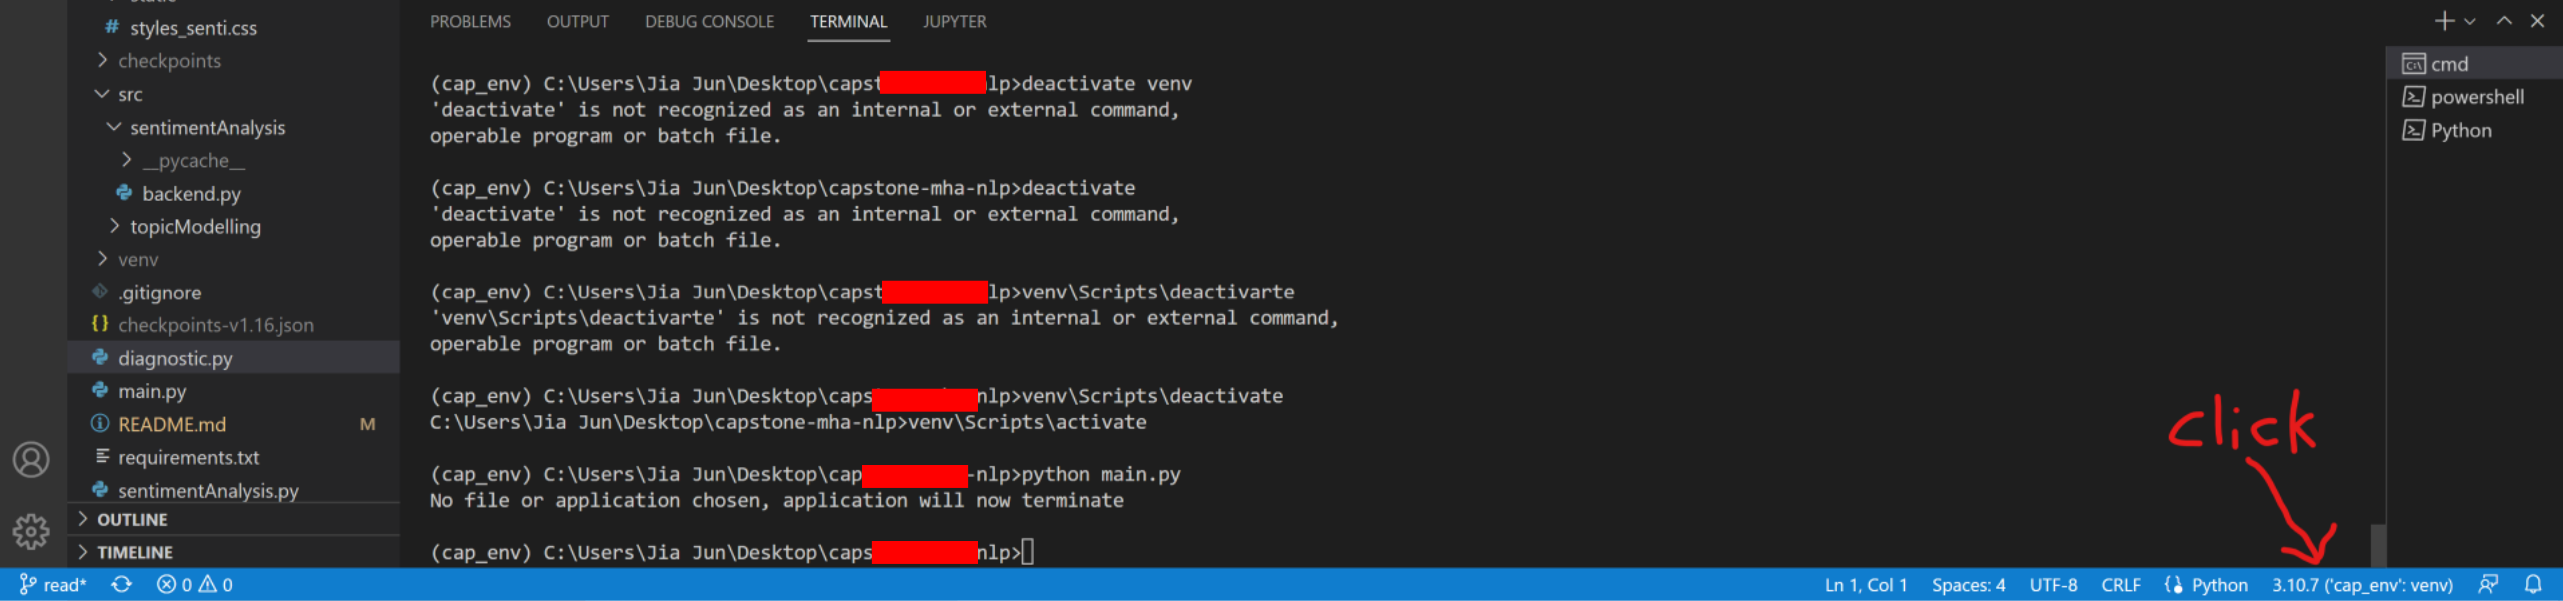 static
# styles_senti.css
checkpoints
src
sentimentAnalysis
__pycache__
backend.py
topicModelling
venv
.gitignore
{} checkpoints-v1.16.json
diagnostic.py
main.py
README.md M
requirements.txt
sentimentAnalysis.py
OUTLINE
TIMELINE
PROBLEMS OUTPUT DEBUG CONSOLE TERMINAL JUPYTER
(cap_env) C:\Users\Jia Jun\Desktop\capst lp>deactivate venv
'deactivate' is not recognized as an internal or external command,
operable program or batch file.
(cap_env) C:\Users\Jia Jun\Desktop\capstone-mha-nlp>deactivate
'deactivate' is not recognized as an internal or external command,
operable program or batch file.
(cap_env) C:\Users\Jia Jun\Desktop\capst lp>venv\Scripts\deactivarte
'venv\Scripts\deactivarte' is not recognized as an internal or external command,
operable program or batch file.
(cap_env) C:\Users\Jia Jun\Desktop\caps nlp>venv\Scripts\deactivate
C:\Users\Jia Jun\Desktop\capstone-mha-nlp>venv\Scripts\activate
(cap_env) C:\Users\Jia Jun\Desktop\cap -nlp>python main.py
No file or application chosen, application will now terminate
(cap_env) C:\Users\Jia Jun\Desktop\caps nlp>
cmd
powershell
Python
click
read* 0 0 Ln 1, Col 1 Spaces: 4 UTF-8 CRLF Python 3.10.7 ('cap_env': venv)